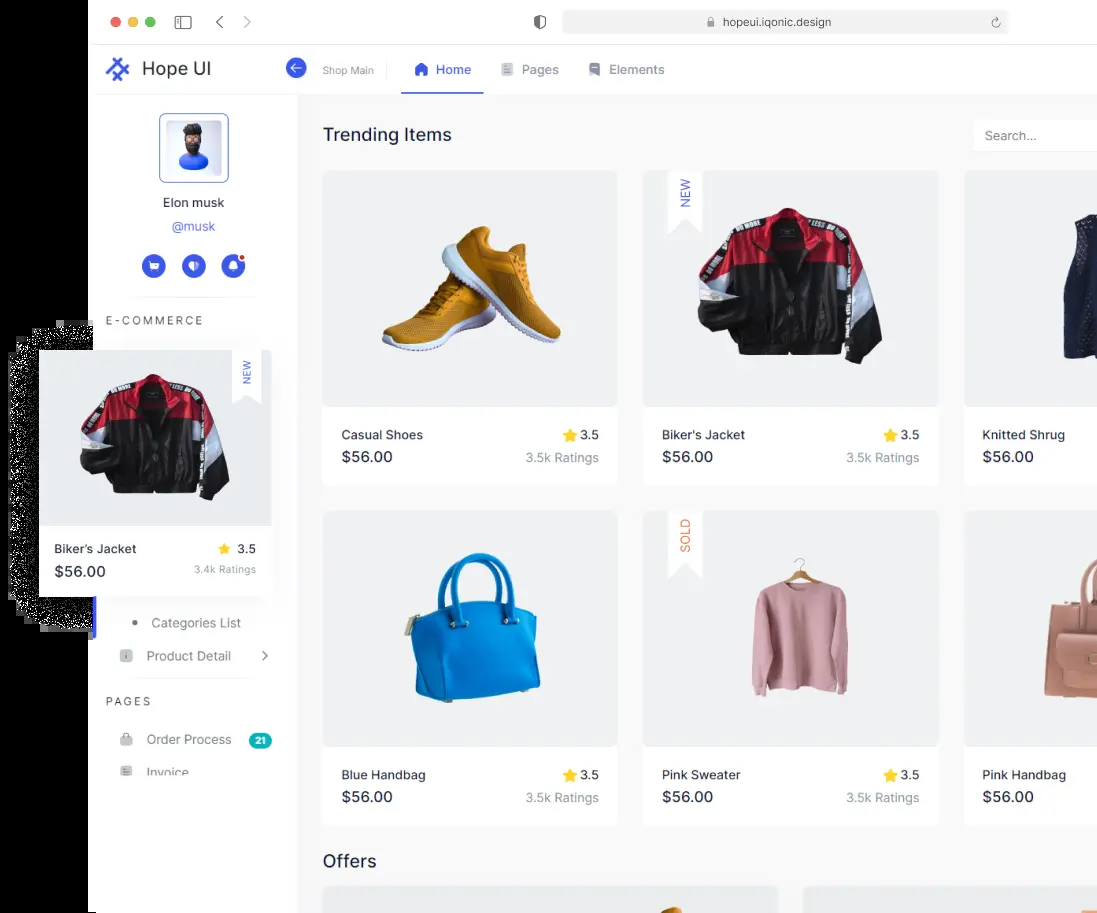 hopeui.iqonic.design
Hope UI
Shop Main
Home
Pages
Elements
Elon musk
@musk
E-COMMERCE
NEW
Biker's Jacket
3.5
$56.00
3.4k Ratings
Categories List
Product Detail
PAGES
Order Process
21
Invoice
Trending Items
Search...
NEW
Casual Shoes
3.5
$56.00
3.5k Ratings
Biker's Jacket
3.5
$56.00
3.5k Ratings
Knitted Shrug
$56.00
SOLD
Blue Handbag
3.5
$56.00
3.5k Ratings
Pink Sweater
3.5
$56.00
3.5k Ratings
Pink Handbag
$56.00
Offers